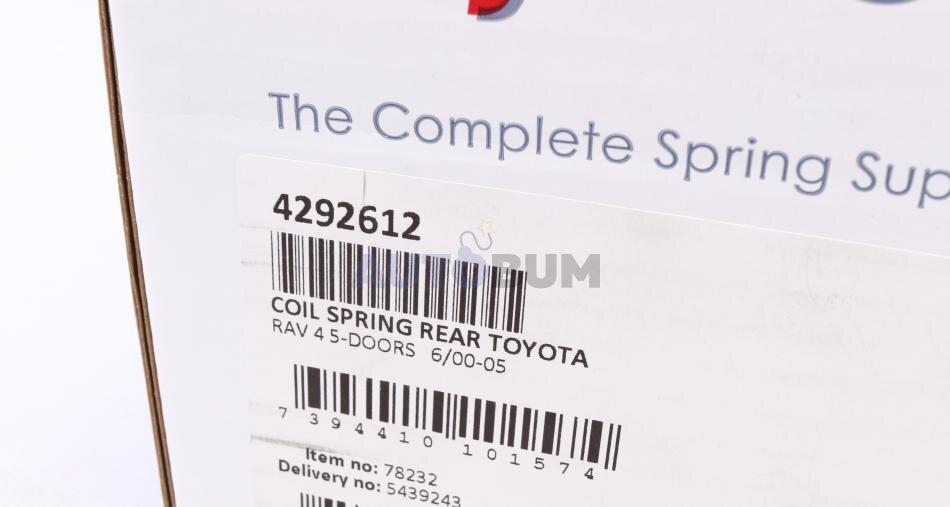 The Complete Spring Sup
4292612
AUTOBUM
COIL SPRING REAR TOYOTA
RAV 4 5-DOORS 6/00-05
7 394410 101574
Item no: 78232
Delivery no: 5439243